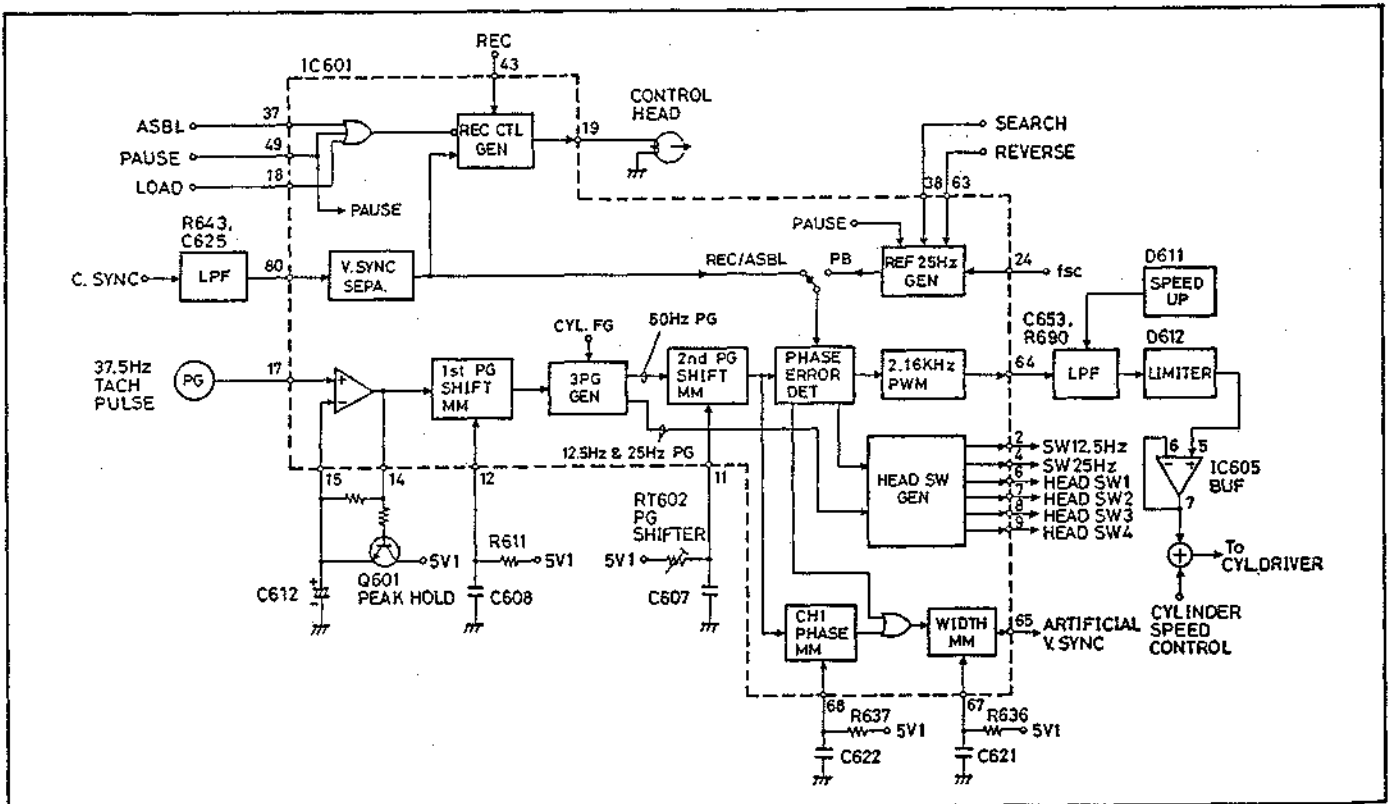 REC
IC601
43
CONTROL
HEAD
ASBL
37
PAUSE
49
LOAD
18
REC CTL
GEN
19
SEARCH
REVERSE
PAUSE
38
63
R643,
C625
PAUSE
C. SYNC
LPF
80
V. SYNC
SEPA.
REC/ASBL
PB
REF 25Hz
GEN
24
fsc
D611
SPEED
UP
CYL. FG
50Hz PG
C653,
R690
D612
37.5Hz
TACH
PULSE
PG
17
+
−
1st PG
SHIFT
MM
3PG
GEN
2nd PG
SHIFT
MM
PHASE
ERROR
DET
2.16KHz
PWM
64
LPF
LIMITER
12.5Hz & 25Hz PG
HEAD SW
GEN
2
SW12.5Hz
4
SW25Hz
6
HEAD SW1
7
HEAD SW2
8
HEAD SW3
9
HEAD SW4
6
5
−
+
IC605
BUF
7
15
14
12
11
RT602
PG
SHIFTER
R611
5V1
5V1
5V1
C612
+
−
Q601
PEAK HOLD
C608
C607
+
To
CYL.DRIVER
CH1
PHASE
MM
WIDTH
MM
65
ARTIFICIAL
V.SYNC
CYLINDER
SPEED
CONTROL
68
67
R637
5V1
R636
5V1
C622
C621